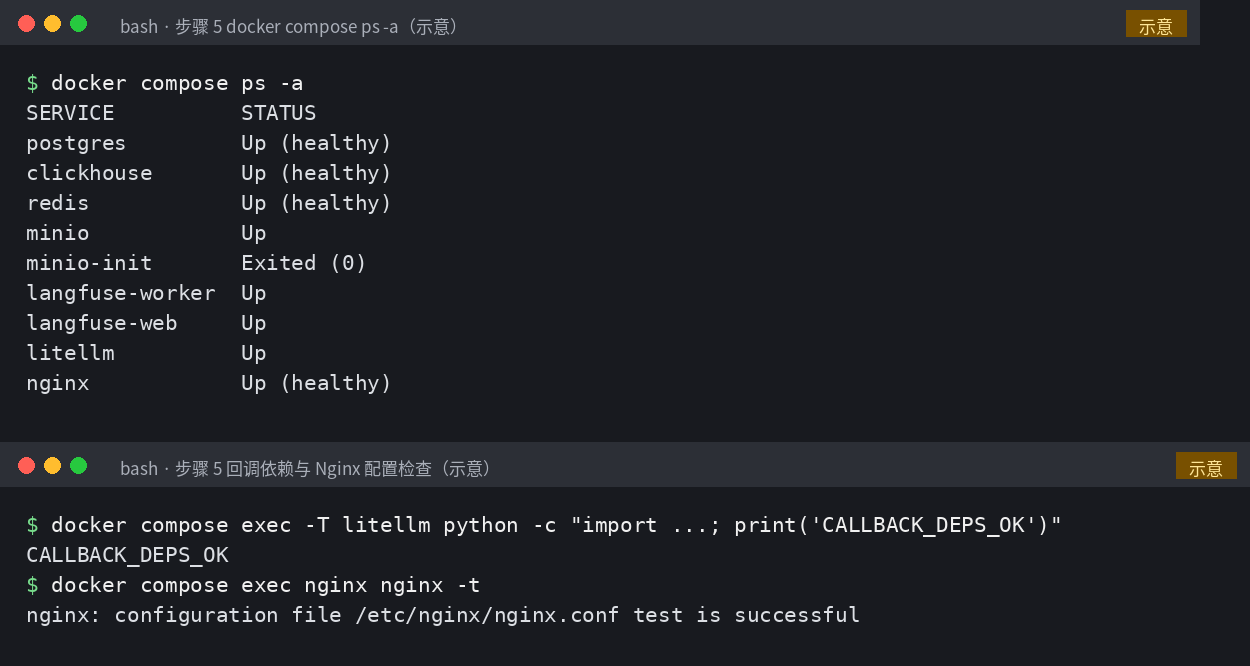 bash · 步骤 5 docker compose ps -a（示意）
示意
$ docker compose ps -a
SERVICE          STATUS
postgres         Up (healthy)
clickhouse       Up (healthy)
redis            Up (healthy)
minio            Up
minio-init       Exited (0)
langfuse-worker  Up
langfuse-web     Up
litellm          Up
nginx            Up (healthy)
bash · 步骤 5 回调依赖与 Nginx 配置检查（示意）
示意
$ docker compose exec -T litellm python -c "import ...; print('CALLBACK_DEPS_OK')"
CALLBACK_DEPS_OK
$ docker compose exec nginx nginx -t
nginx: configuration file /etc/nginx/nginx.conf test is successful